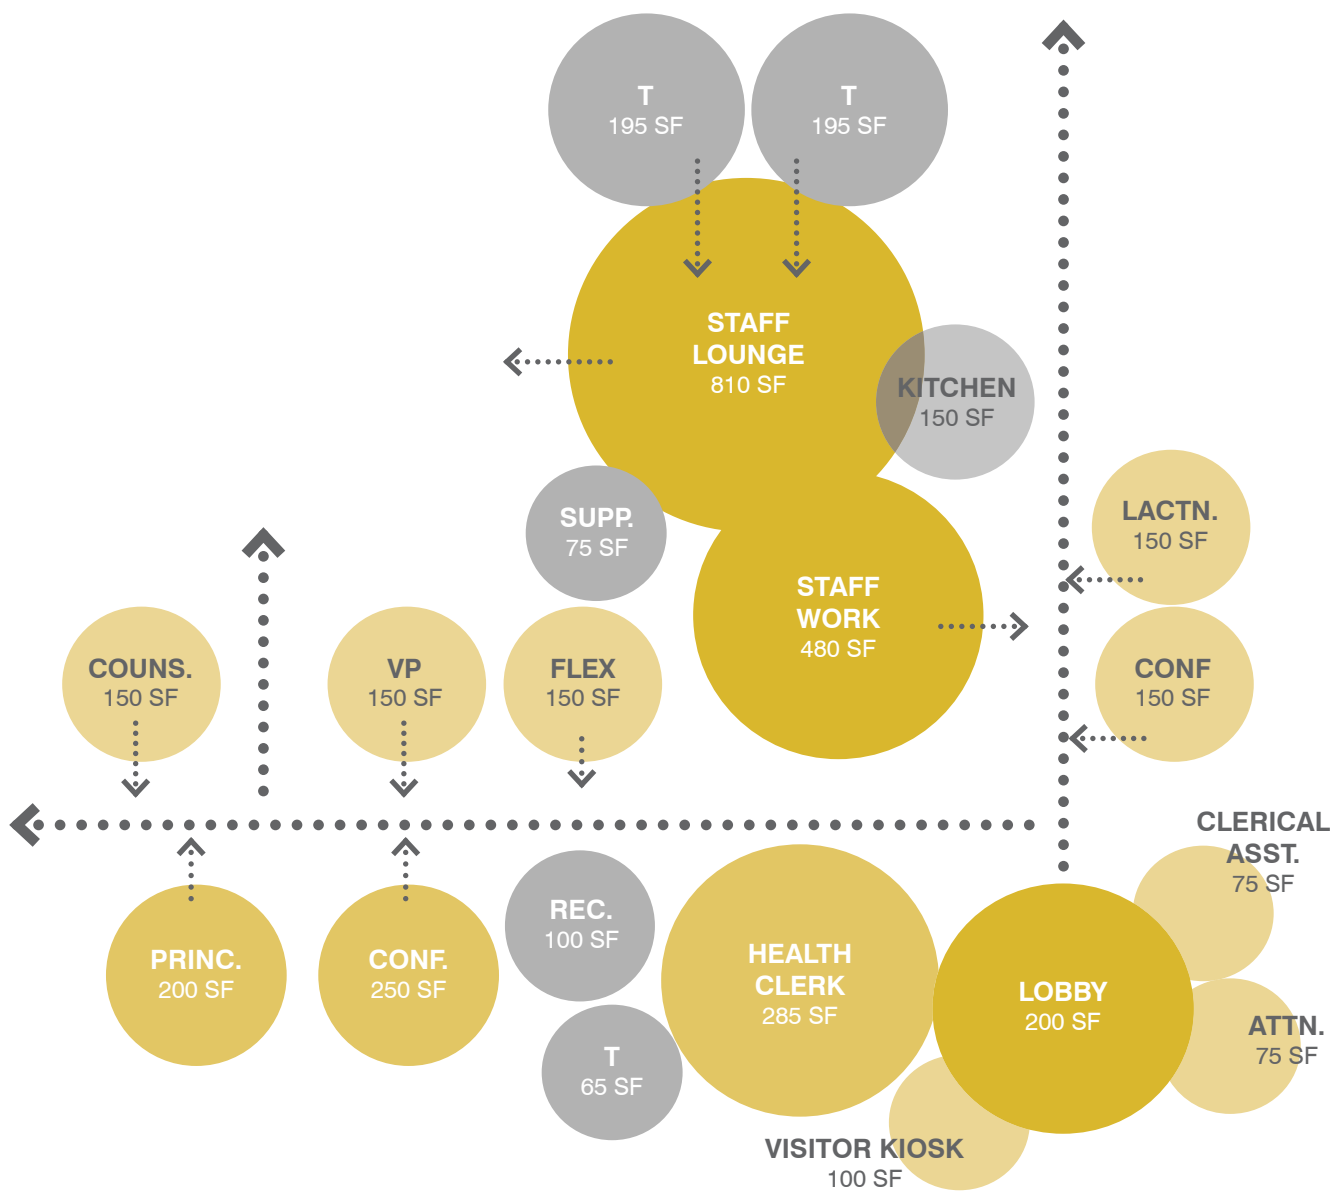 T
195 SF
T
195 SF
STAFF
LOUNGE
810 SF
KITCHEN
150 SF
SUPP.
75 SF
LACTN.
150 SF
STAFF
WORK
480 SF
COUNS.
150 SF
VP
150 SF
FLEX
150 SF
CONF
150 SF
CLERICAL
ASST.
75 SF
PRINC.
200 SF
CONF.
250 SF
REC.
100 SF
HEALTH
CLERK
285 SF
LOBBY
200 SF
ATTN.
75 SF
T
65 SF
VISITOR KIOSK
100 SF